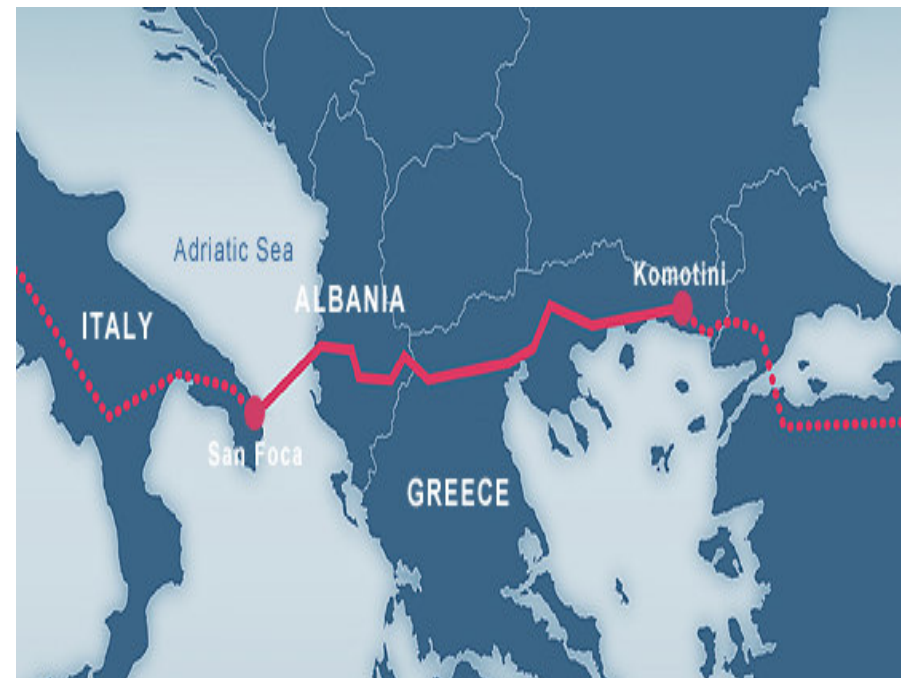 Adriatic Sea
Komotini
ALBANIA
ITALY
San Foca
GREECE